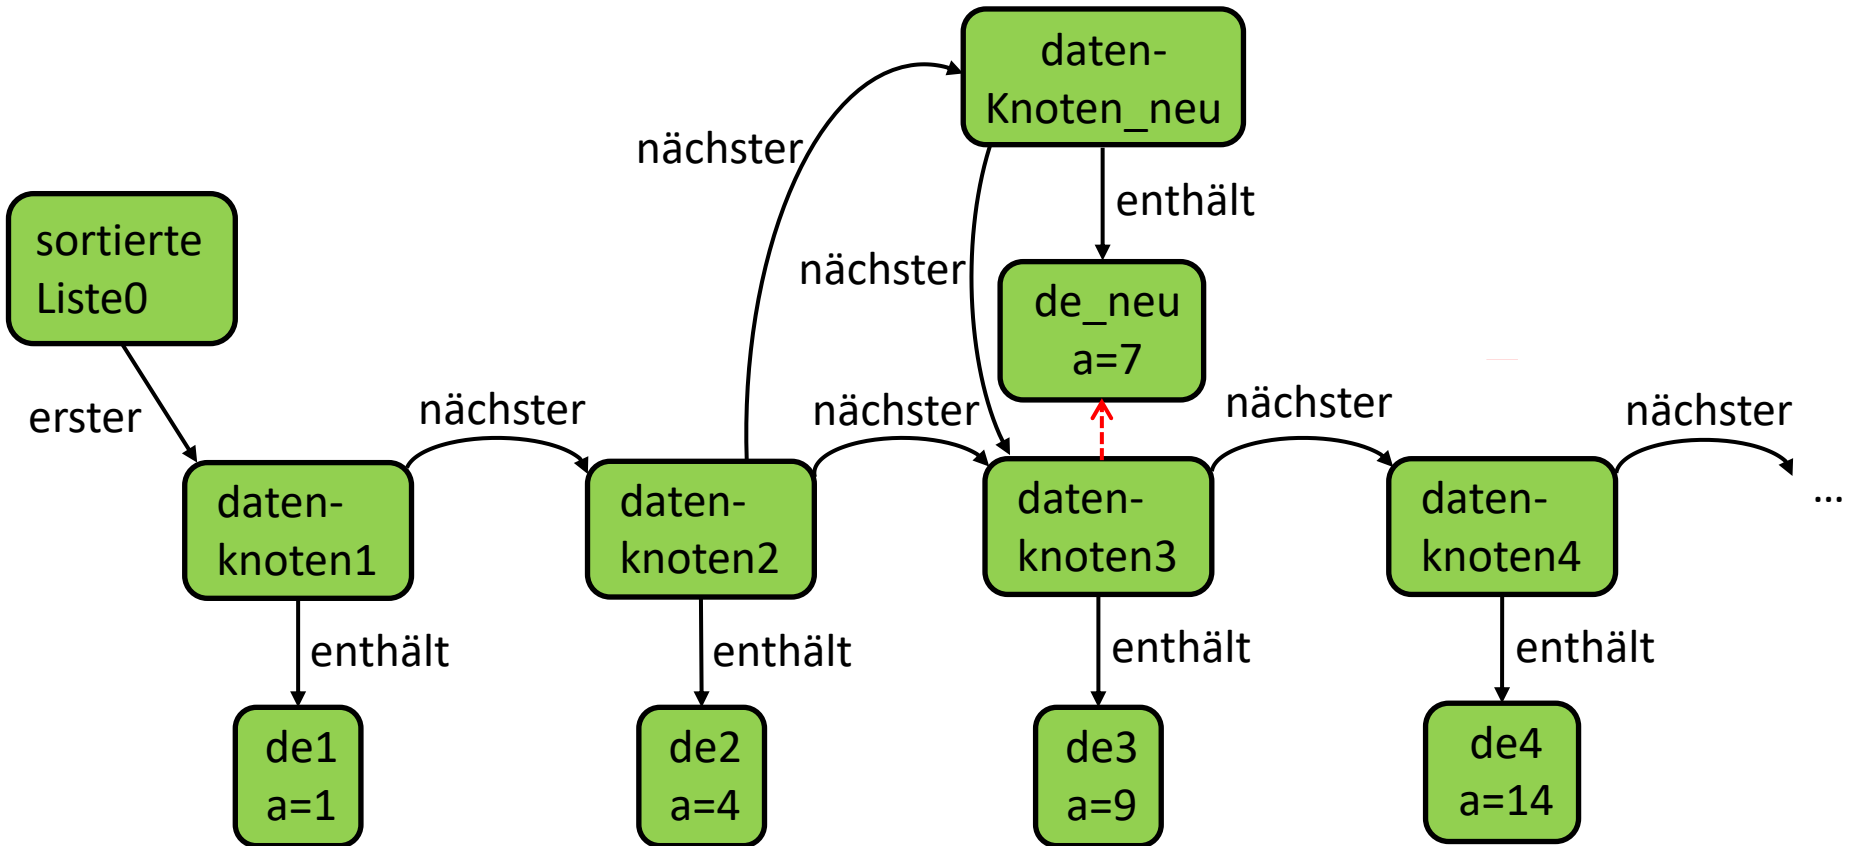 daten-
Knoten_neu
nächster
enthält
sortierte
Liste0
nächster
de_neu
a=7
erster
nächster
nächster
nächster
nächster
daten-
knoten1
daten-
knoten2
daten-
knoten3
daten-
knoten4
...
enthält
enthält
enthält
enthält
de1
a=1
de2
a=4
de3
a=9
de4
a=14